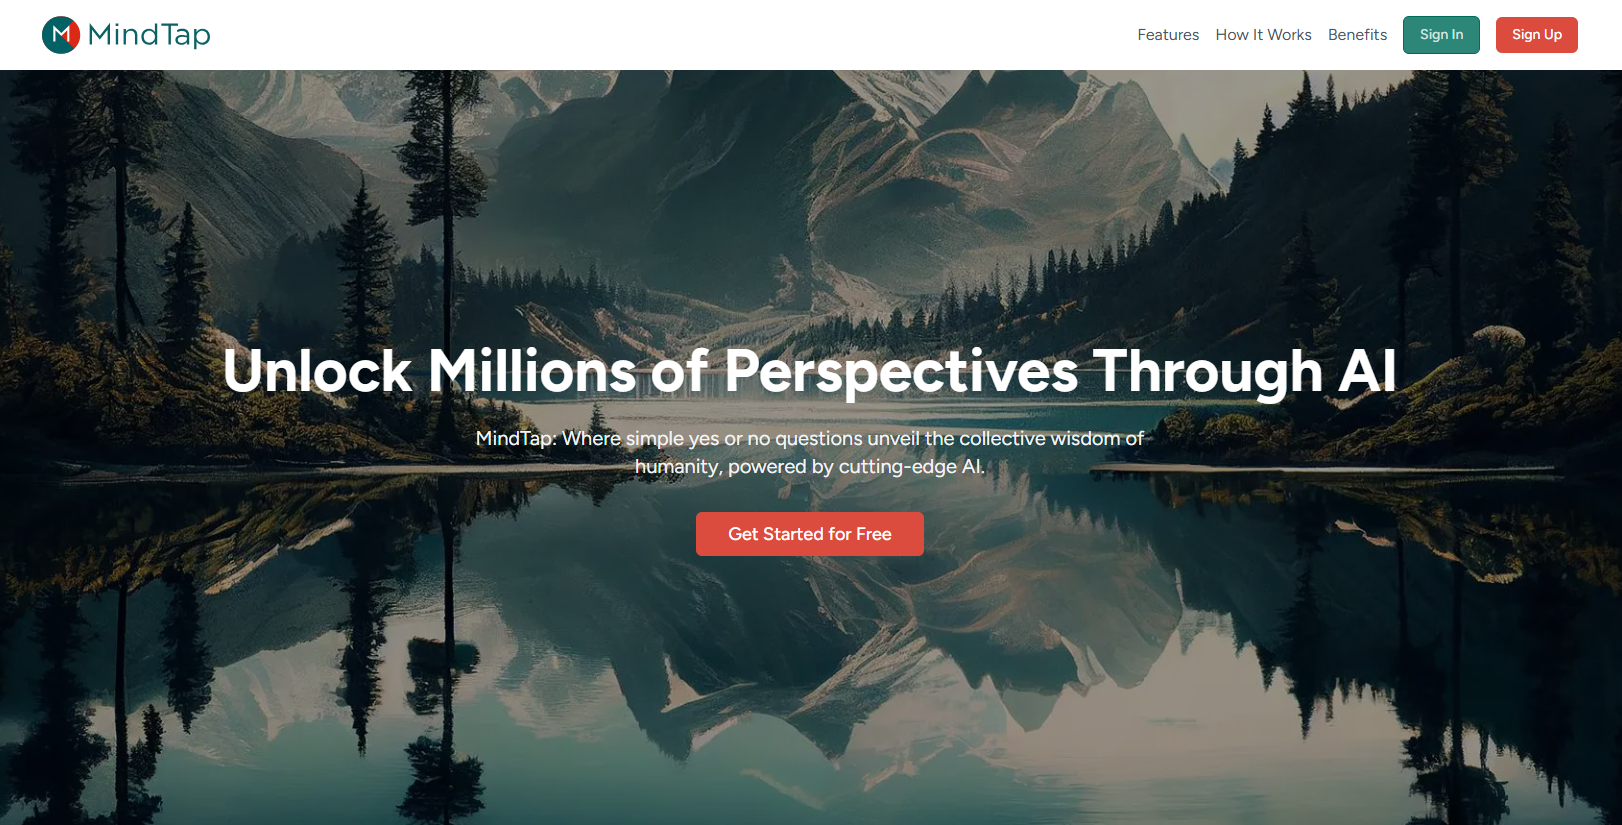 M MindTap
Features How It Works Benefits Sign In Sign Up
Unlock Millions of Perspectives Through AI
MindTap: Where simple yes or no questions unveil the collective wisdom of
humanity, powered by cutting-edge AI.
Get Started for Free